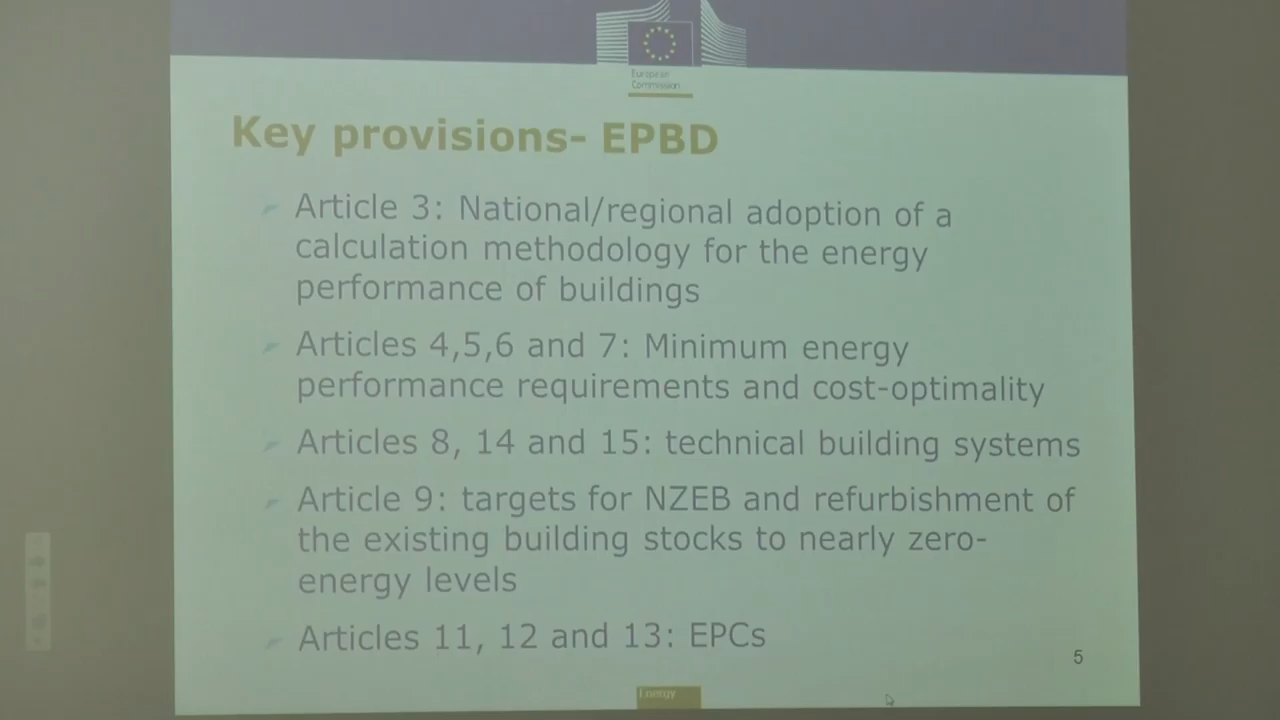 European
Commission
Key provisions- EPBD
Article 3: National/regional adoption of a
calculation methodology for the energy
performance of buildings
Articles 4,5,6 and 7: Minimum energy
performance requirements and cost-optimality
Articles 8, 14 and 15: technical building systems
Article 9: targets for NZEB and refurbishment of
the existing building stocks to nearly zero-
energy levels
Articles 11, 12 and 13: EPCs
5
Energy